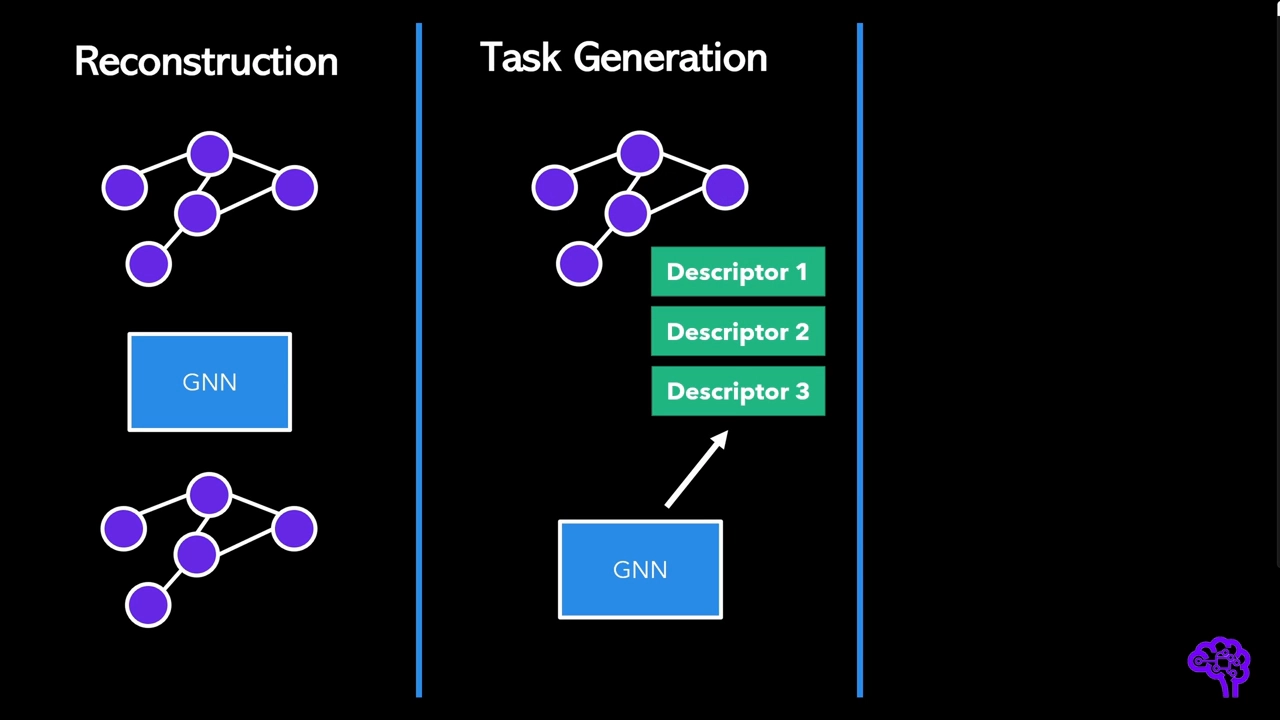 Reconstruction
GNN
Task Generation
Descriptor 1
Descriptor 2
Descriptor 3
GNN